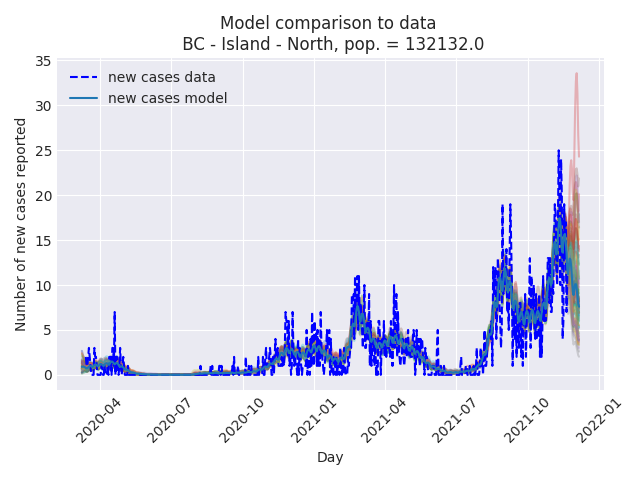 Model comparison to data
BC - Island - North, pop. = 132132.0
new cases data
new cases model
Number of new cases reported
35
30
25
20
15
10
5
0
2020-04
2020-07
2020-10
2021-01
2021-04
2021-07
2021-10
2022-01
Day